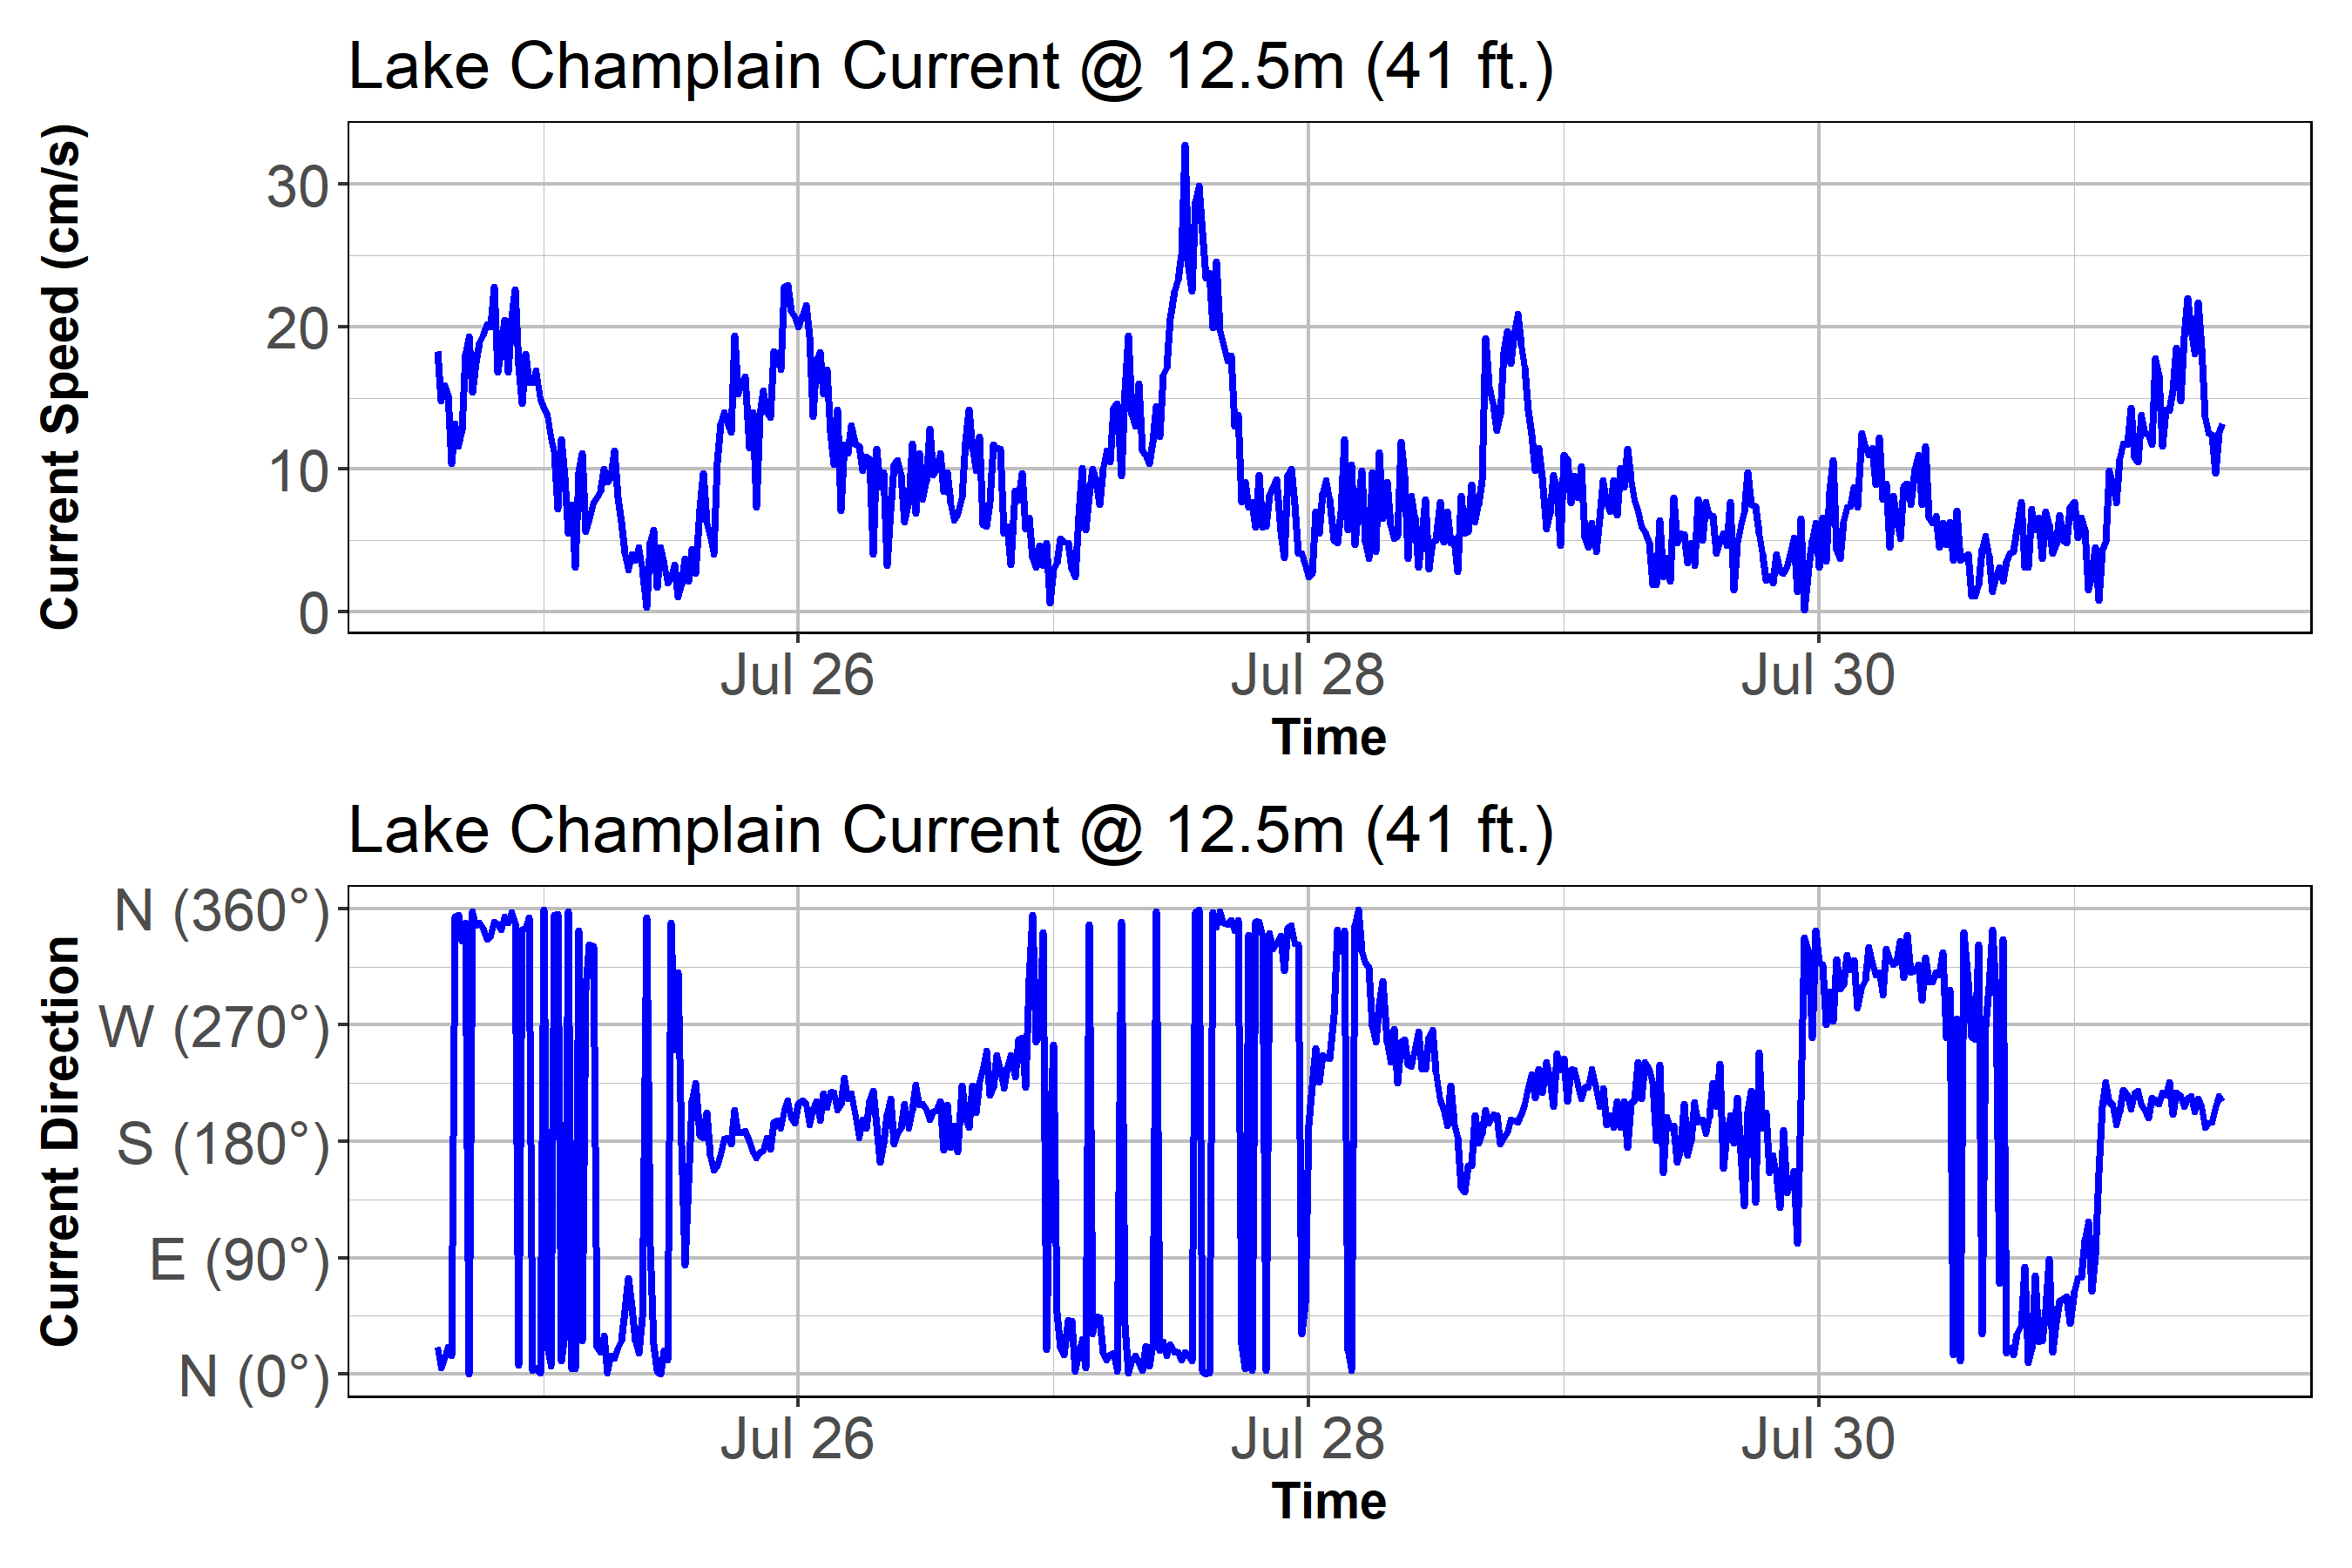 Lake Champlain Current @ 12.5m (41 ft.)
Current Speed (cm/s)
30
20
10
0
Jul 26 Jul 28 Jul 30
Time
Lake Champlain Current @ 12.5m (41 ft.)
Current Direction
N (360°)
W (270°)
S (180°)
E (90°)
N (0°)
Jul 26 Jul 28 Jul 30
Time